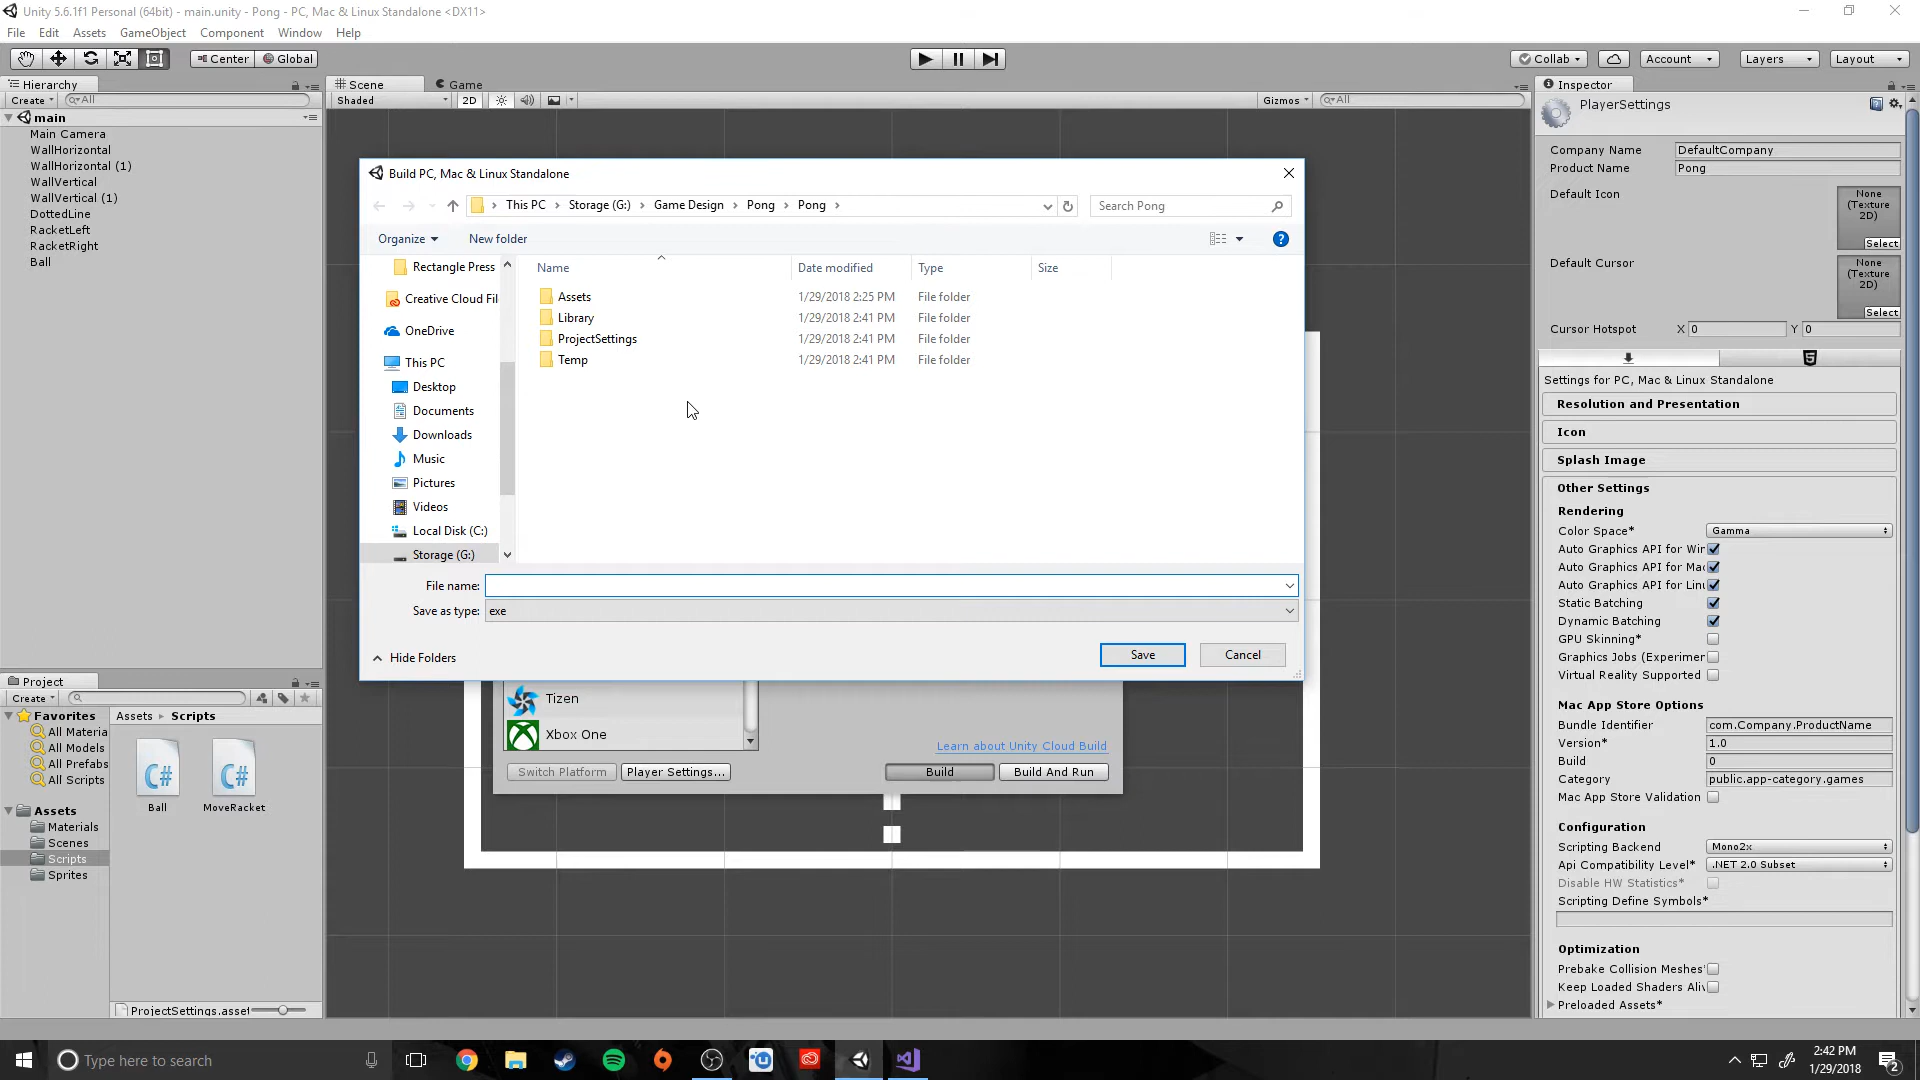 Unity 5.6.1f1 Personal (64bit) - main.unity - Pong - PC, Mac & Linux Standalone <DX11>
File Edit Assets GameObject Component Window Help
Center Global Collab Account Layers Layout
Hierarchy
Create All
main
Main Camera
WallHorizontal
WallHorizontal (1)
WallVertical
WallVertical (1)
DottedLine
RacketLeft
RacketRight
Ball
Scene Game
Shaded 2D Gizmos All
Build PC, Mac & Linux Standalone
This PC Storage (G:) Game Design Pong Pong
Search Pong
Organize New folder
Rectangle Press
Creative Cloud Fil
OneDrive
This PC
Desktop
Documents
Downloads
Music
Pictures
Videos
Local Disk (C:)
Storage (G:)
Name Date modified Type Size
Assets 1/29/2018 2:25 PM File folder
Library 1/29/2018 2:41 PM File folder
ProjectSettings 1/29/2018 2:41 PM File folder
Temp 1/29/2018 2:41 PM File folder
File name:
Save as type: exe
Hide Folders
Save Cancel
Tizen
Xbox One
Learn about Unity Cloud Build
Switch Platform Player Settings... Build Build And Run
Project
Create
Favorites
All Materia
All Models
All Prefabs
All Scripts
Assets
Materials
Scenes
Scripts
Sprites
Assets Scripts
C# C#
Ball MoveRacket
ProjectSettings.asset
Inspector
PlayerSettings
Company Name DefaultCompany
Product Name Pong
Default Icon
None (Texture 2D)
Select
Default Cursor
None (Texture 2D)
Select
Cursor Hotspot X 0 Y 0
Settings for PC, Mac & Linux Standalone
Resolution and Presentation
Icon
Splash Image
Other Settings
Rendering
Color Space* Gamma
Auto Graphics API for Wir
Auto Graphics API for Mac
Auto Graphics API for Linu
Static Batching
Dynamic Batching
GPU Skinning*
Graphics Jobs (Experimer
Virtual Reality Supported
Mac App Store Options
Bundle Identifier com.Company.ProductName
Version* 1.0
Build 0
Category public.app-category.games
Mac App Store Validation
Configuration
Scripting Backend Mono2x
Api Compatibility Level* .NET 2.0 Subset
Disable HW Statistics*
Scripting Define Symbols*
Optimization
Prebake Collision Meshes*
Keep Loaded Shaders Aliv
Preloaded Assets*
Type here to search
2:42 PM
1/29/2018
2